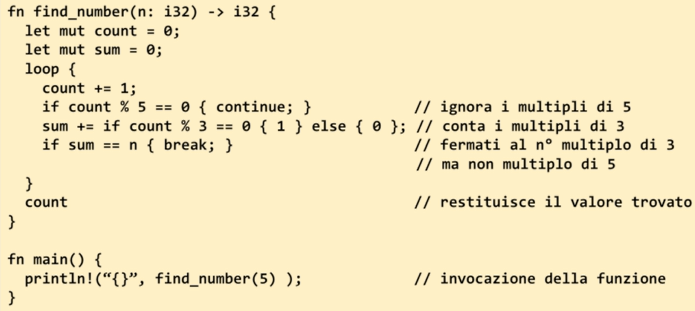 fn find_number(n: i32) -> i32 {
let mut count = 0;
let mut sum = 0;
loop {
count += 1;
if count % 5 == 0 { continue; } // ignora i multipli di 5
sum += if count % 3 == 0 { 1 } else { 0 }; // conta i multipli di 3
if sum == n { break; } // fermati al n° multiplo di 3
// ma non multiplo di 5
}
count // restituisce il valore trovato
}
fn main() {
println!(“{}”, find_number(5) ); // invocazione della funzione
}